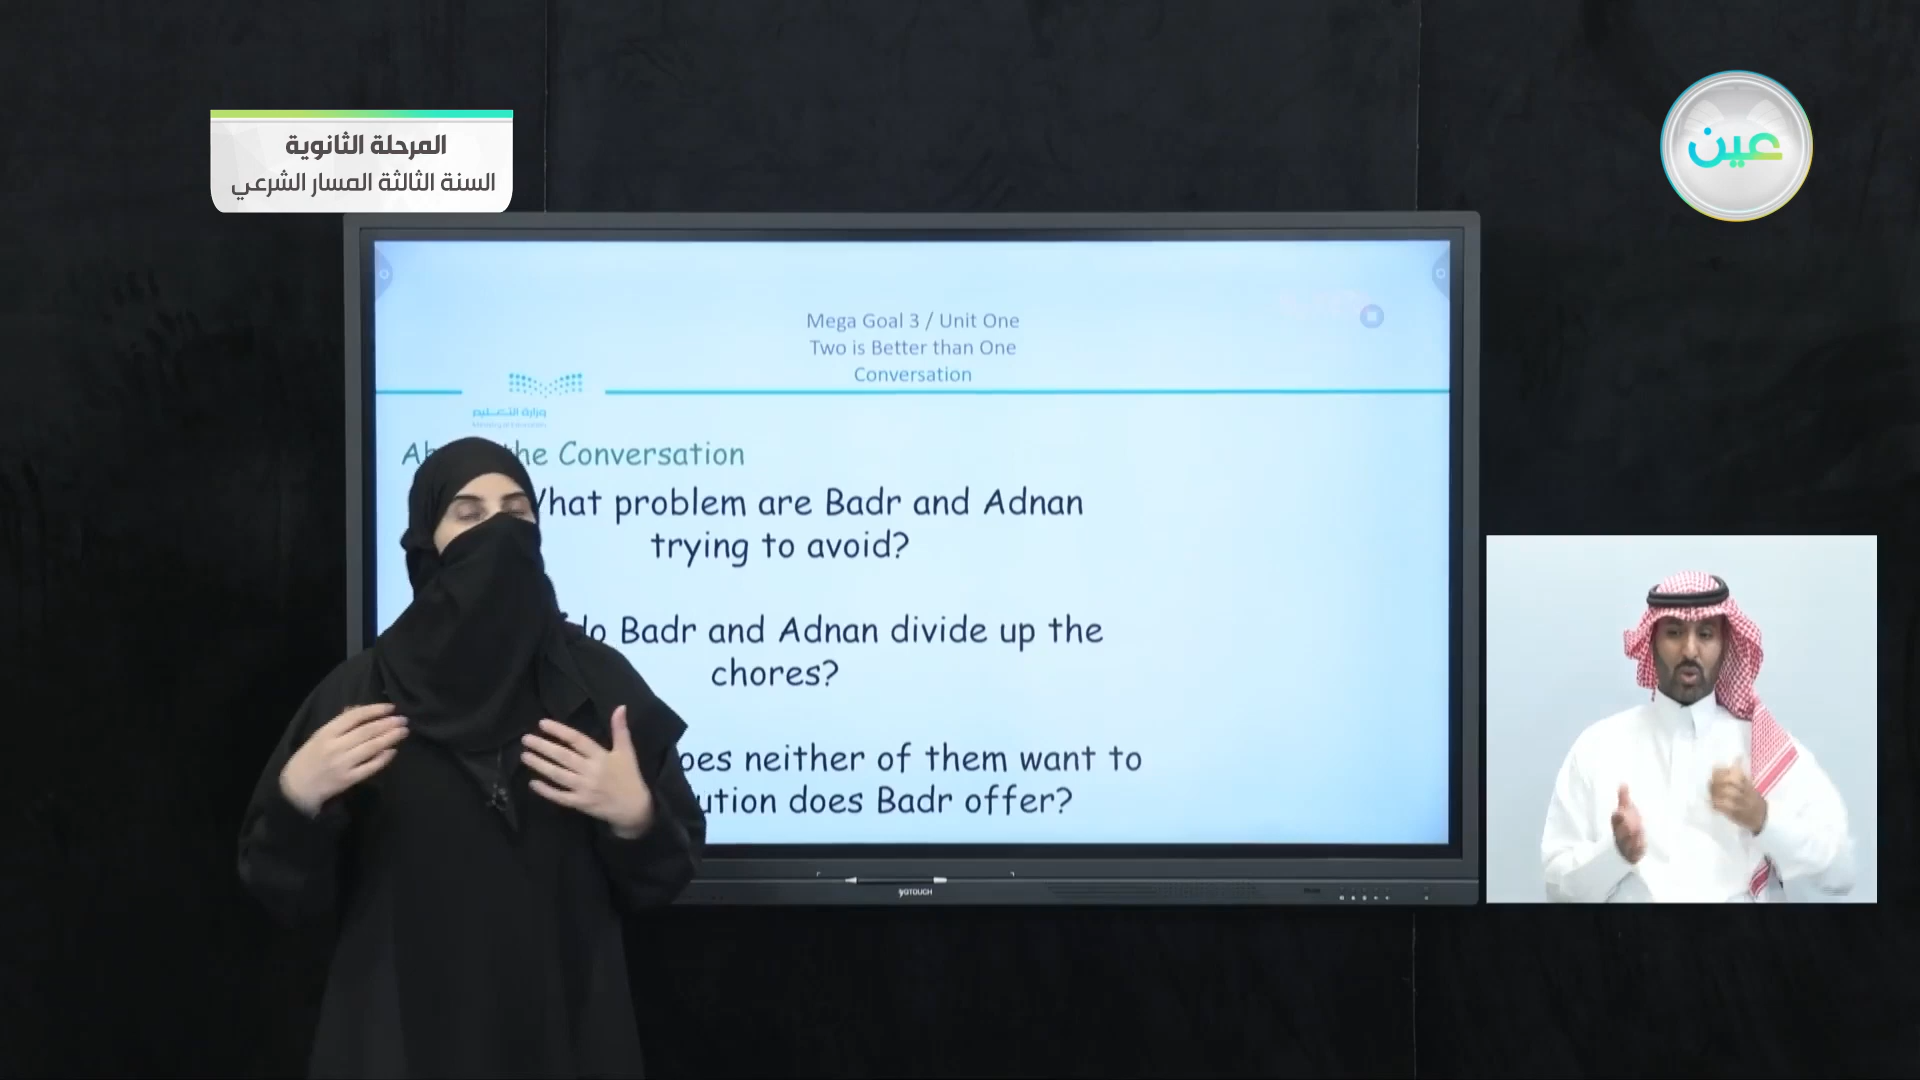 المرحلة الثانوية
السنة الثالثة المسار الشرعي
عين
Mega Goal 3 / Unit One
Two is Better than One
Conversation
وزارة التعليم
the Conversation
What problem are Badr and Adnan
trying to avoid?
do Badr and Adnan divide up the
chores?
does neither of them want to
does Badr offer?